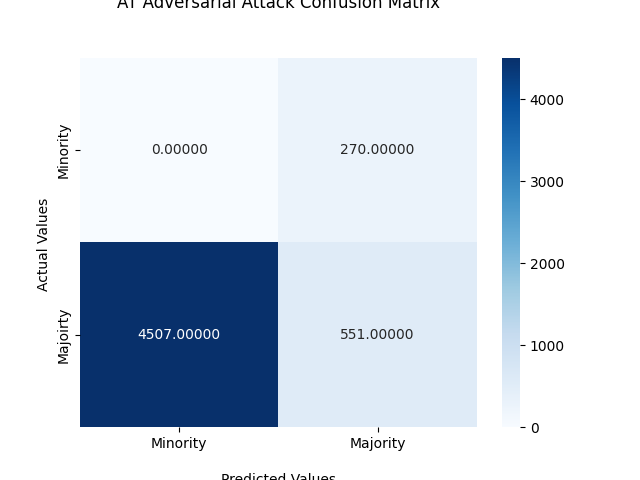 AT Adversarial Attack Confusion Matrix
Actual Values
Minority
Majoirty
0.00000
270.00000
4507.00000
551.00000
Minority
Majority
Predicted Values
4000
3000
2000
1000
0